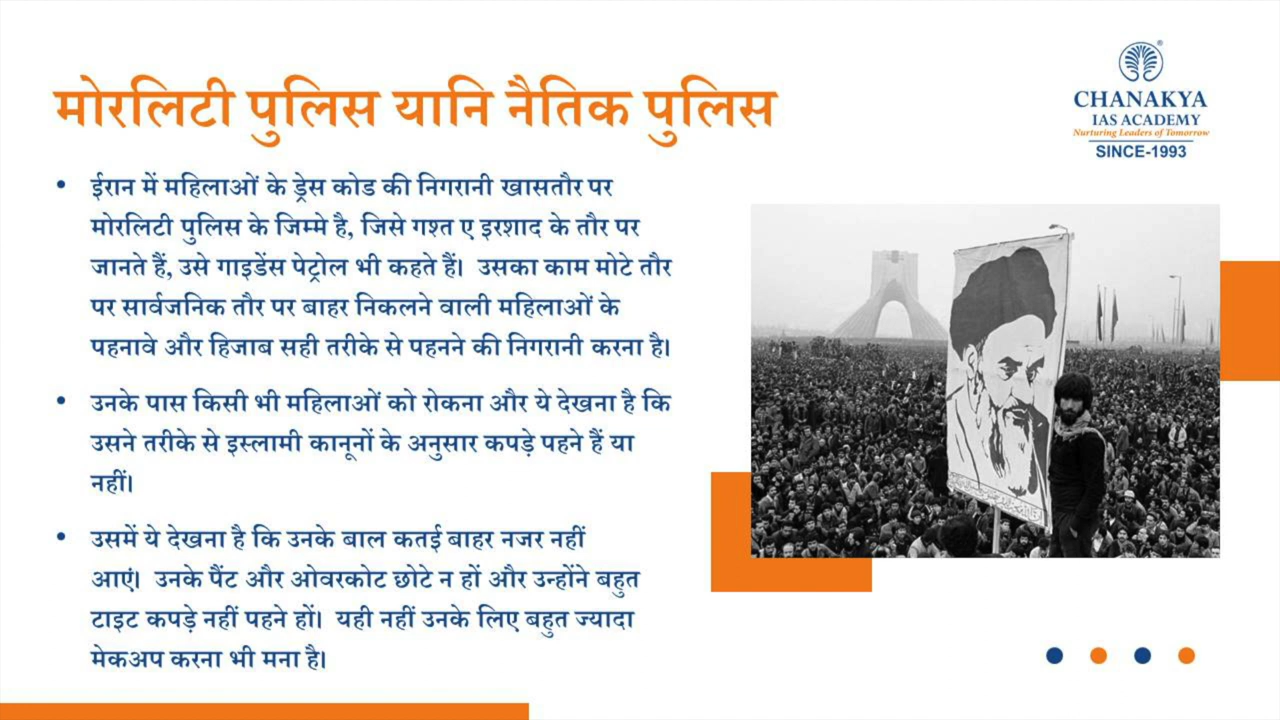 मोरलिटी पुलिस यानि नैतिक पुलिस
CHANAKYA
IAS ACADEMY
Nurturing Leaders of Tomorrow
SINCE-1993
• ईरान में महिलाओं के ड्रेस कोड की निगरानी खासतौर पर
मोरलिटी पुलिस के जिम्मे है, जिसे गश्त ए इरशाद के तौर पर
जानते हैं, उसे गाइडेंस पेट्रोल भी कहते हैं। उसका काम मोटे तौर
पर सार्वजनिक तौर पर बाहर निकलने वाली महिलाओं के
पहनावे और हिजाब सही तरीके से पहनने की निगरानी करना है।
• उनके पास किसी भी महिलाओं को रोकना और ये देखना है कि
उसने तरीके से इस्लामी कानूनों के अनुसार कपड़े पहने हैं या
नहीं।
• उसमें ये देखना है कि उनके बाल कतई बाहर नजर नहीं
आएं। उनके पैंट और ओवरकोट छोटे न हों और उन्होंने बहुत
टाइट कपड़े नहीं पहने हों। यही नहीं उनके लिए बहुत ज्यादा
मेकअप करना भी मना है।